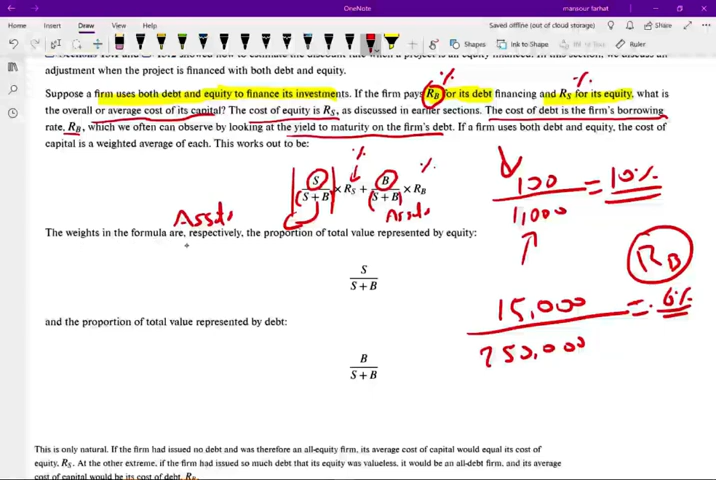 OneNote
mansour farhat
Home Insert Draw View Help
Saved offline (out of cloud storage) Share
Shapes Ink to Shape Ruler
adjustment when the project is financed with both debt and equity.
Suppose a firm uses both debt and equity to finance its investments. If the firm pays R_B for its debt financing and R_S for its equity, what is
the overall or average cost of its capital? The cost of equity is R_S, as discussed in earlier sections. The cost of debt is the firm's borrowing
rate, R_B, which we often can observe by looking at the yield to maturity on the firm's debt. If a firm uses both debt and equity, the cost of
capital is a weighted average of each. This works out to be:
% %
% %
S/(S + B) × R_S + B/(S + B) × R_B
Assets Assets
100/1,000 = 10%
The weights in the formula are, respectively, the proportion of total value represented by equity:
R_B
S/(S + B)
15,000/250,000 = 6%
and the proportion of total value represented by debt:
B/(S + B)
This is only natural. If the firm had issued no debt and was therefore an all-equity firm, its average cost of capital would equal its cost of
equity, R_S. At the other extreme, if the firm had issued so much debt that its equity was valueless, it would be an all-debt firm, and its average
cost of capital would be its cost of debt, R_B.